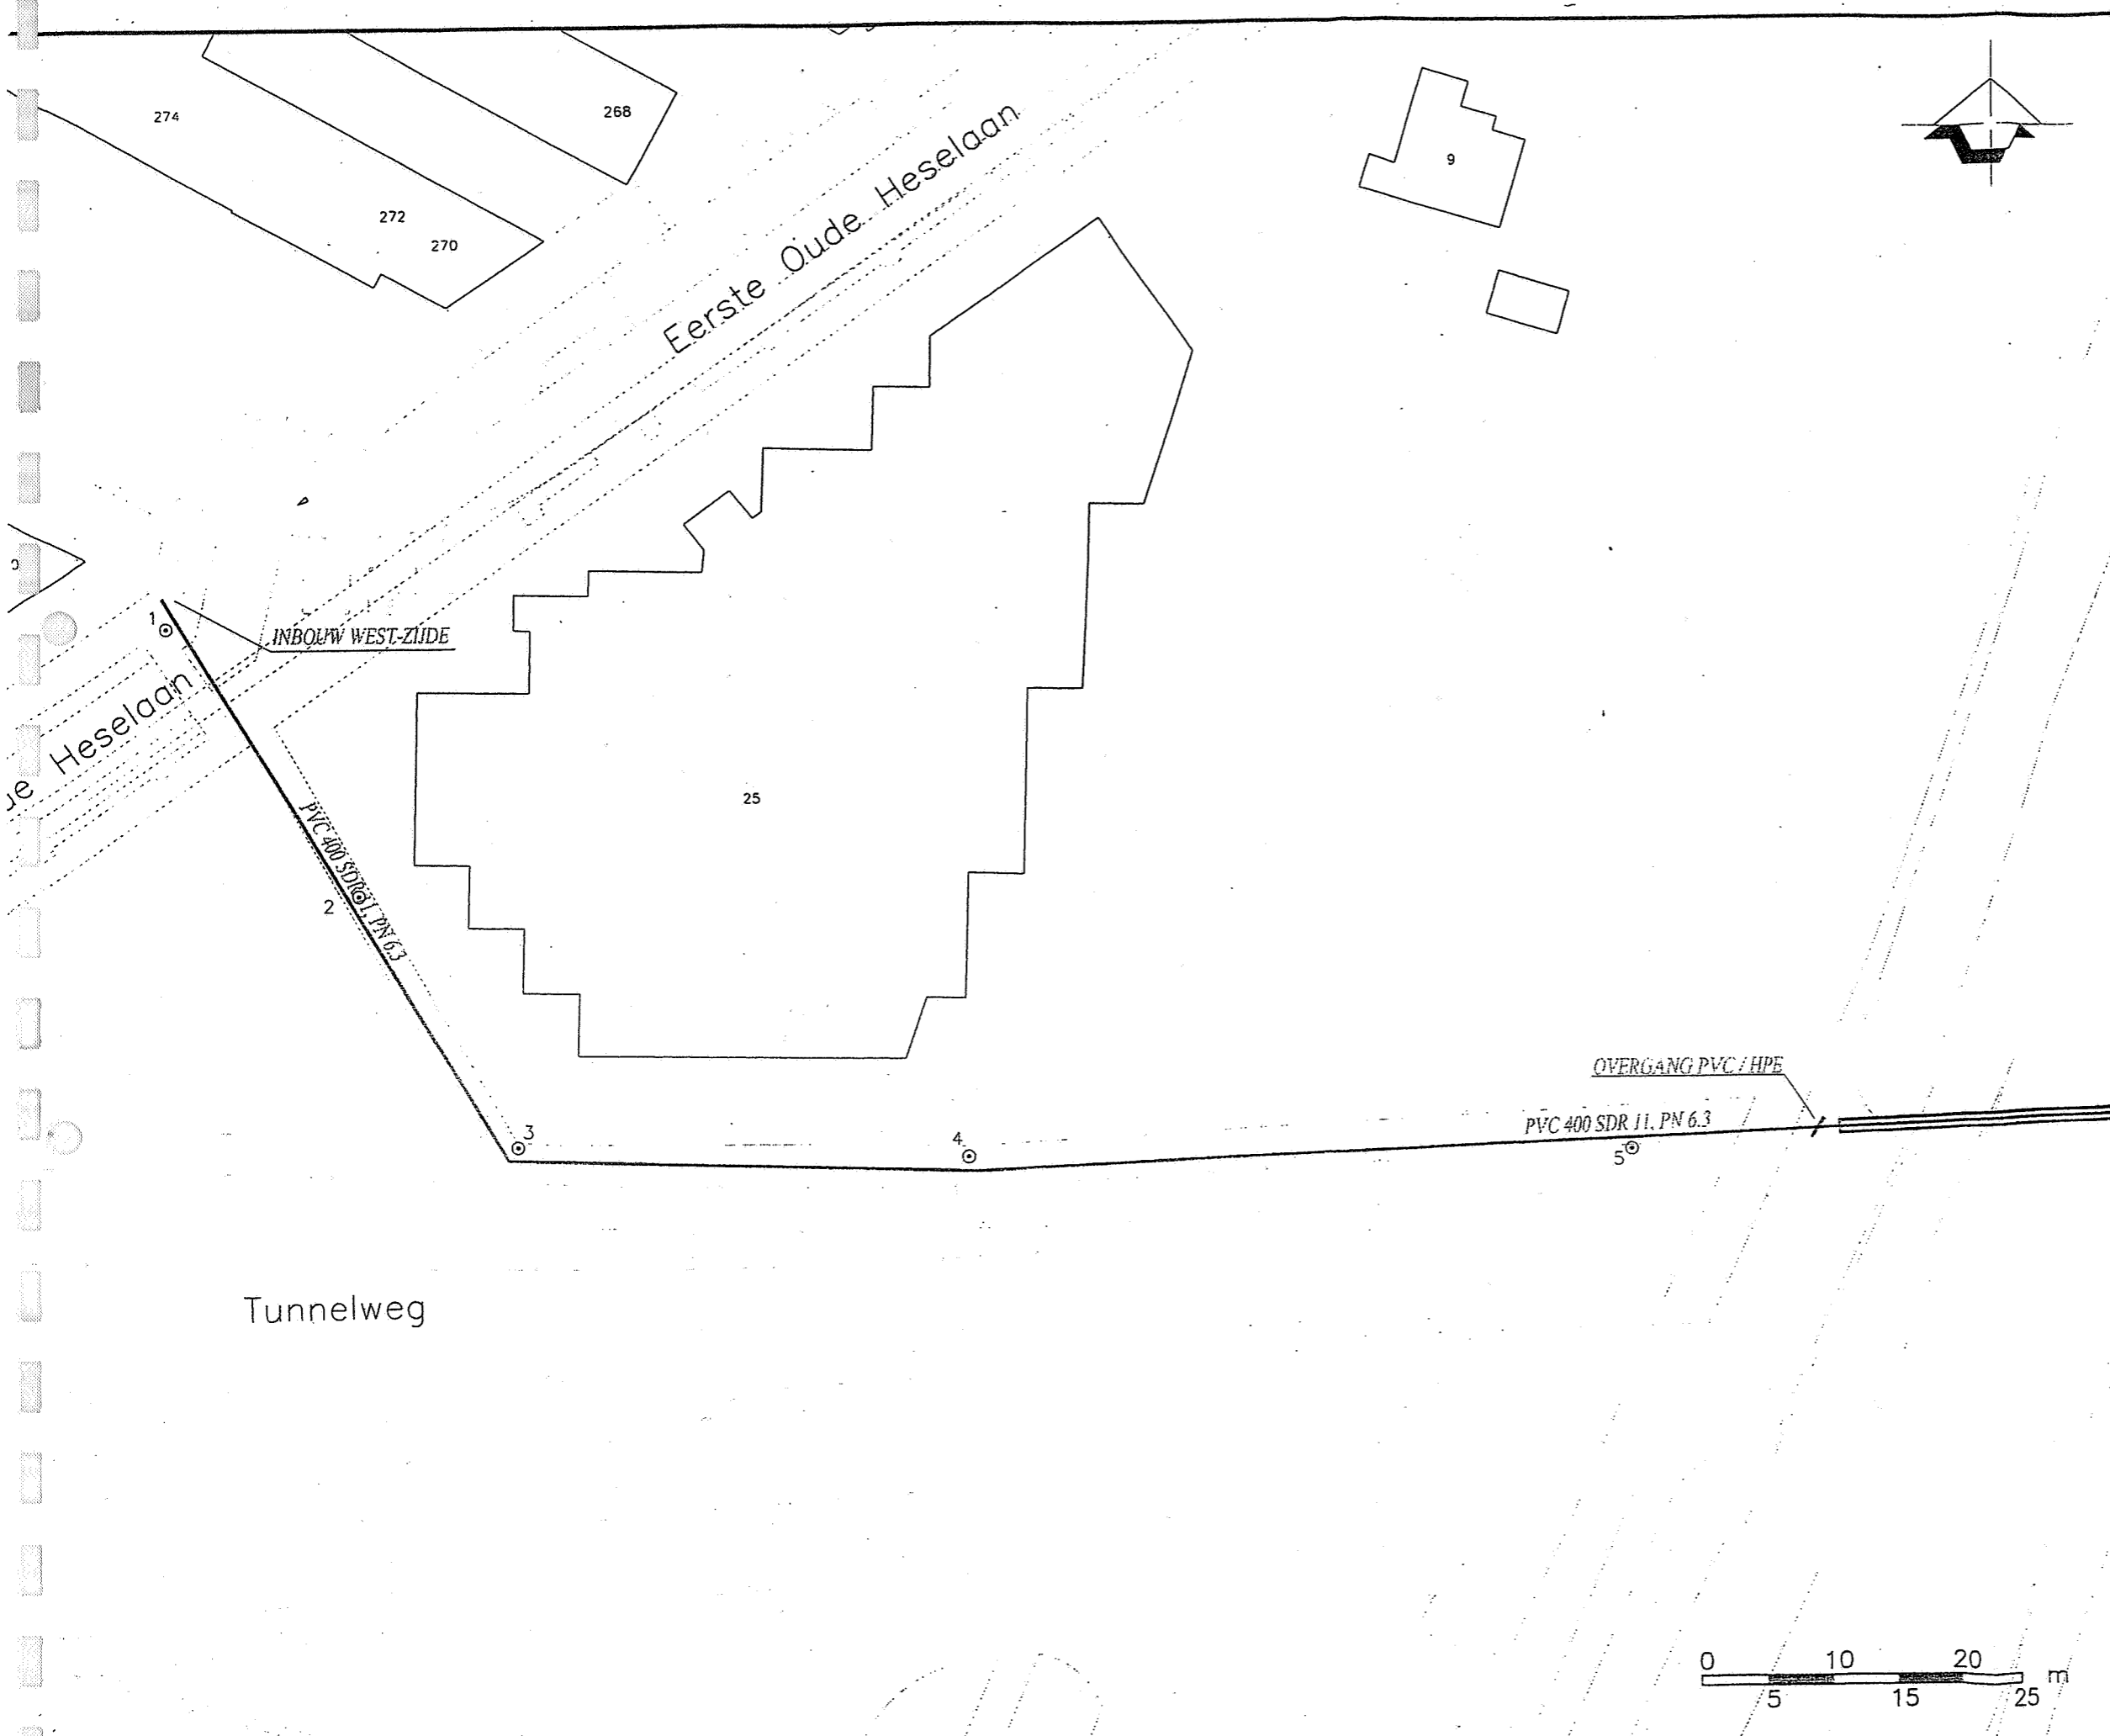 274
268
272
270
9
Eerste Oude Heselaan
1
INBOUW WEST-ZIJDE
Heselaan
25
PVC 400 SDR 11, PN 6.3
2
OVERGANG PVC / HPE
PVC 400 SDR 11, PN 6.3
3
4
5
Tunnelweg
0 10 20 m
5 15 25